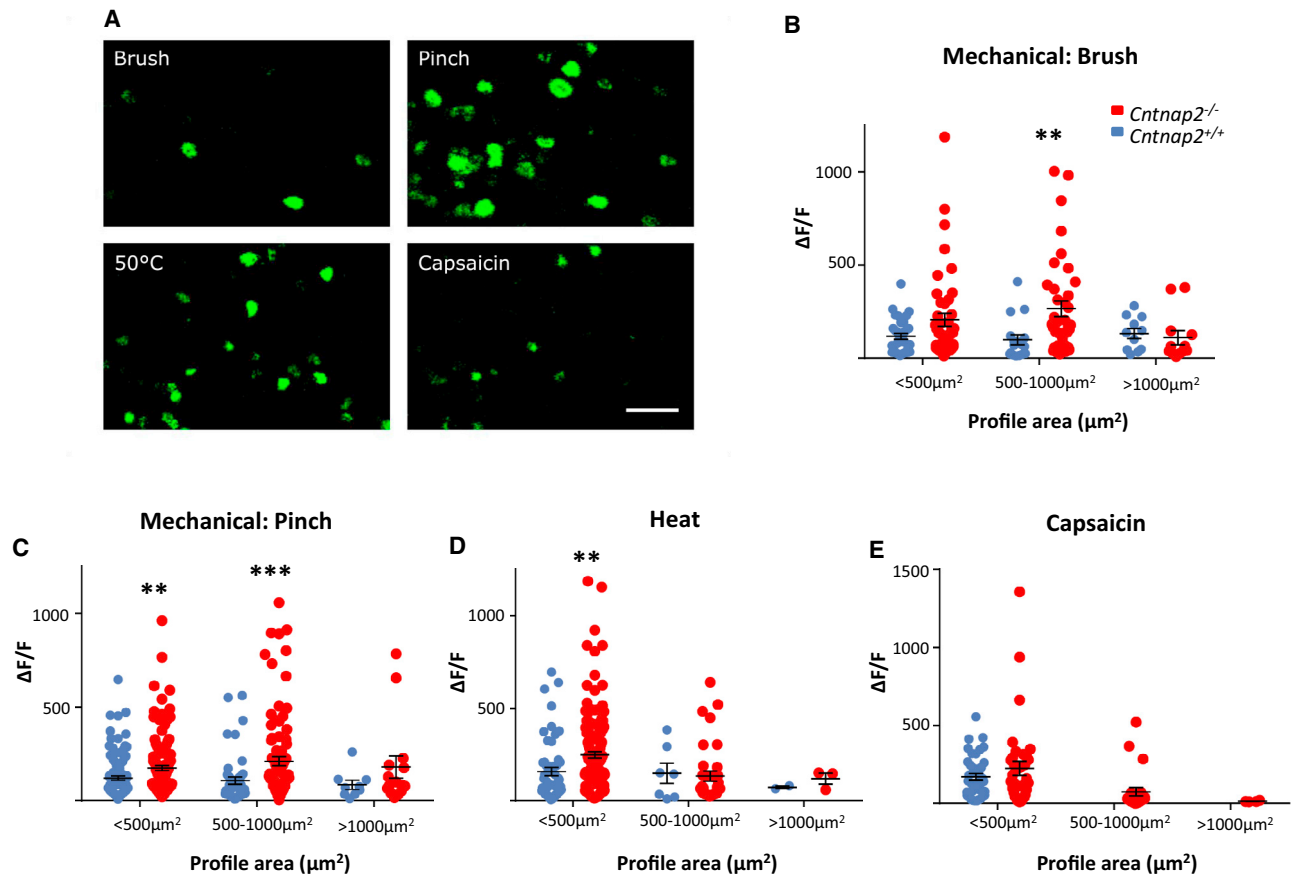 A
Brush
Pinch
50°C
Capsaicin
B
Mechanical: Brush
Cntnap2-/-
Cntnap2+/+
**
1000
500
ΔF/F
<500µm²
500-1000µm²
>1000µm²
Profile area (µm²)
C
Mechanical: Pinch
**
***
1000
500
ΔF/F
<500µm²
500-1000µm²
>1000µm²
Profile area (µm²)
D
Heat
**
1000
500
ΔF/F
<500µm²
500-1000µm²
>1000µm²
Profile area (µm²)
E
Capsaicin
1500
1000
500
0
ΔF/F
<500µm²
500-1000µm²
>1000µm²
Profile area (µm²)